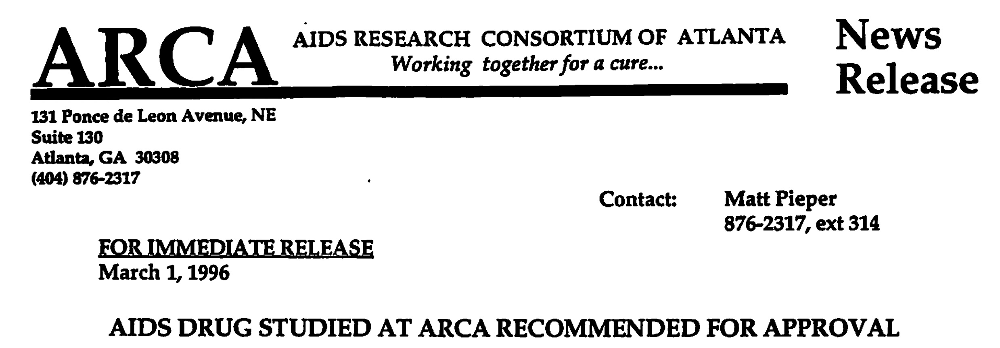 ARCA
AIDS RESEARCH CONSORTIUM OF ATLANTA
Working together for a cure...
News
Release
131 Ponce de Leon Avenue, NE
Suite 130
Atlanta, GA 30308
(404) 876-2317
Contact: Matt Pieper
876-2317, ext 314
FOR IMMEDIATE RELEASE
March 1, 1996
AIDS DRUG STUDIED AT ARCA RECOMMENDED FOR APPROVAL